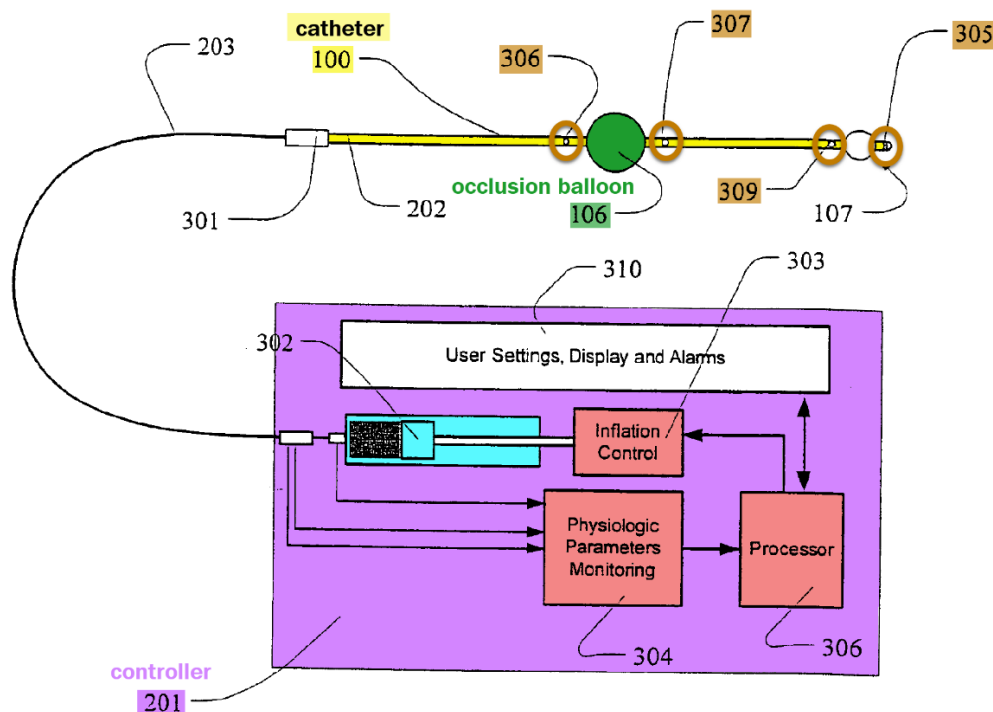 203
catheter
100
306
307
305
301
202
occlusion balloon
106
309
107
310
303
User Settings, Display and Alarms
302
Inflation
Control
Physiologic
Parameters
Monitoring
Processor
304
306
controller
201